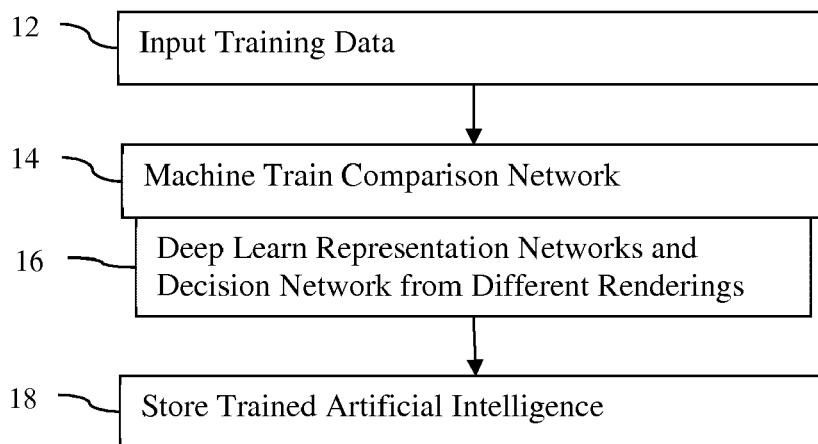 12 Input Training Data
14 Machine Train Comparison Network
16 Deep Learn Representation Networks and
Decision Network from Different Renderings
18 Store Trained Artificial Intelligence